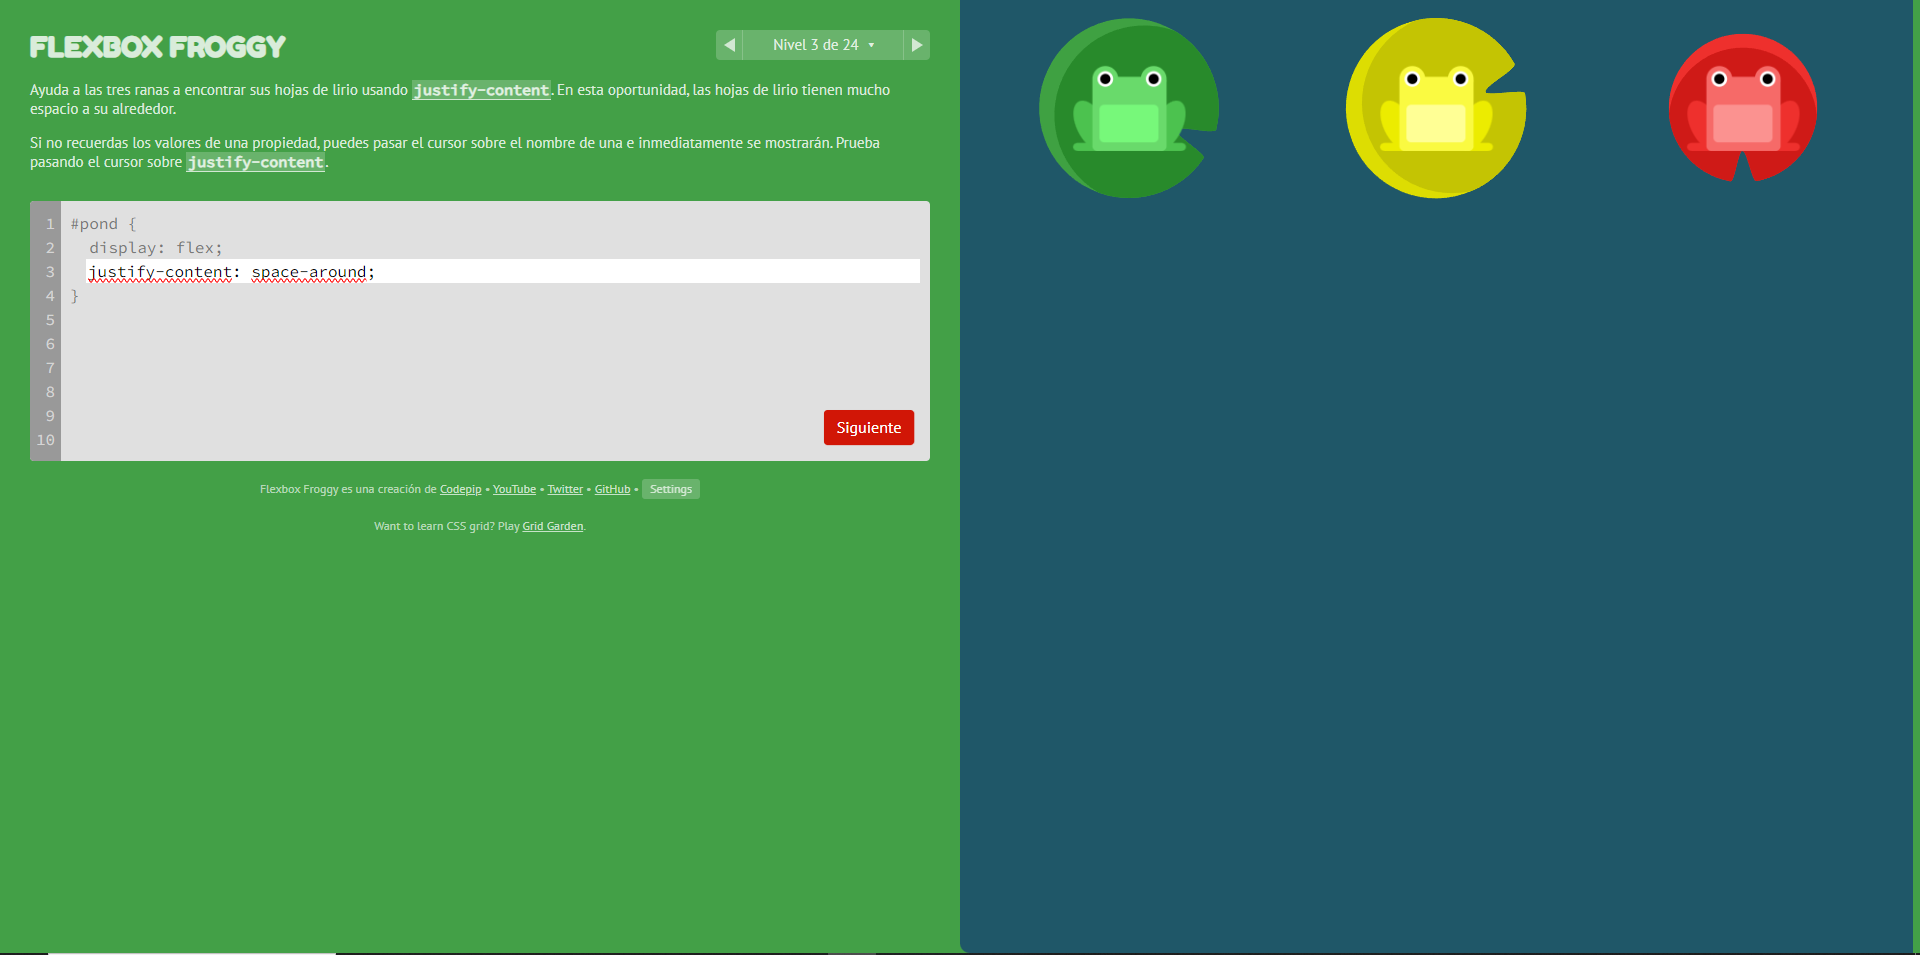 FLEXBOX FROGGY
Nivel 3 de 24
Ayuda a las tres ranas a encontrar sus hojas de lirio usando justify-content. En esta oportunidad, las hojas de lirio tienen mucho
espacio a su alrededor.
Si no recuerdas los valores de una propiedad, puedes pasar el cursor sobre el nombre de una e inmediatamente se mostrarán. Prueba
pasando el cursor sobre justify-content.
1 #pond {
2 display: flex;
3 justify-content: space-around;
4 }
5
6
7
8
9
10
Siguiente
Flexbox Froggy es una creación de Codepip • YouTube • Twitter • GitHub • Settings
Want to learn CSS grid? Play Grid Garden.